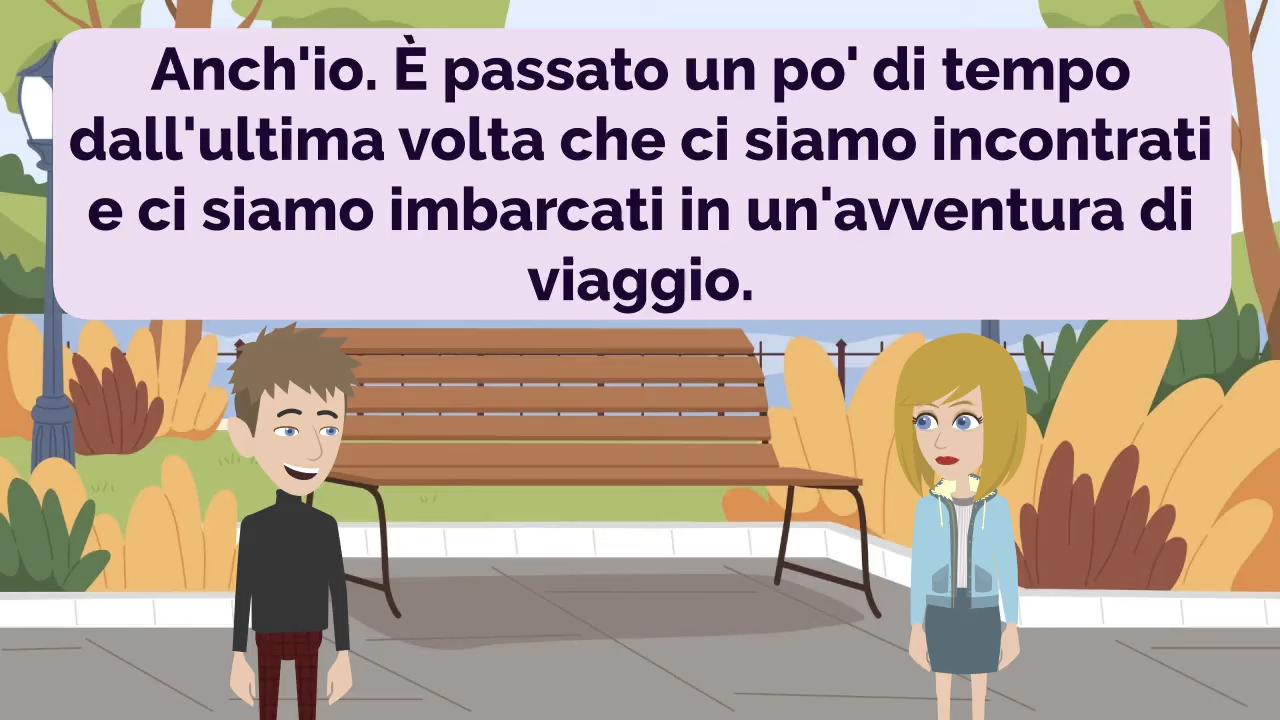 Anch'io. È passato un po' di tempo
dall'ultima volta che ci siamo incontrati
e ci siamo imbarcati in un'avventura di
viaggio.